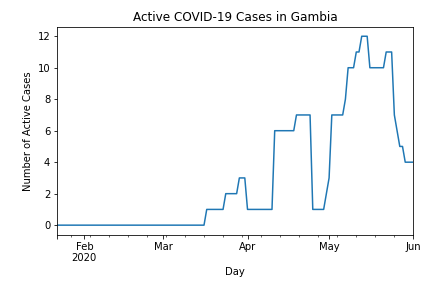 Active COVID-19 Cases in Gambia
Number of Active Cases
12
10
8
6
4
2
0
Feb Mar Apr May Jun
2020
Day